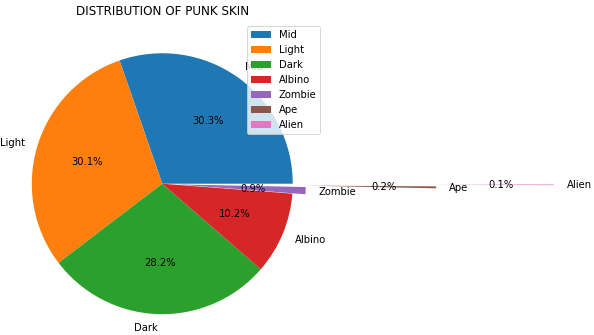 DISTRIBUTION OF PUNK SKIN
Mid
Light
Dark
Albino
Zombie
Ape
Alien
30.3%
Light
30.1%
0.9%
Zombie
0.2%
Ape
0.1%
Alien
10.2%
Albino
28.2%
Dark